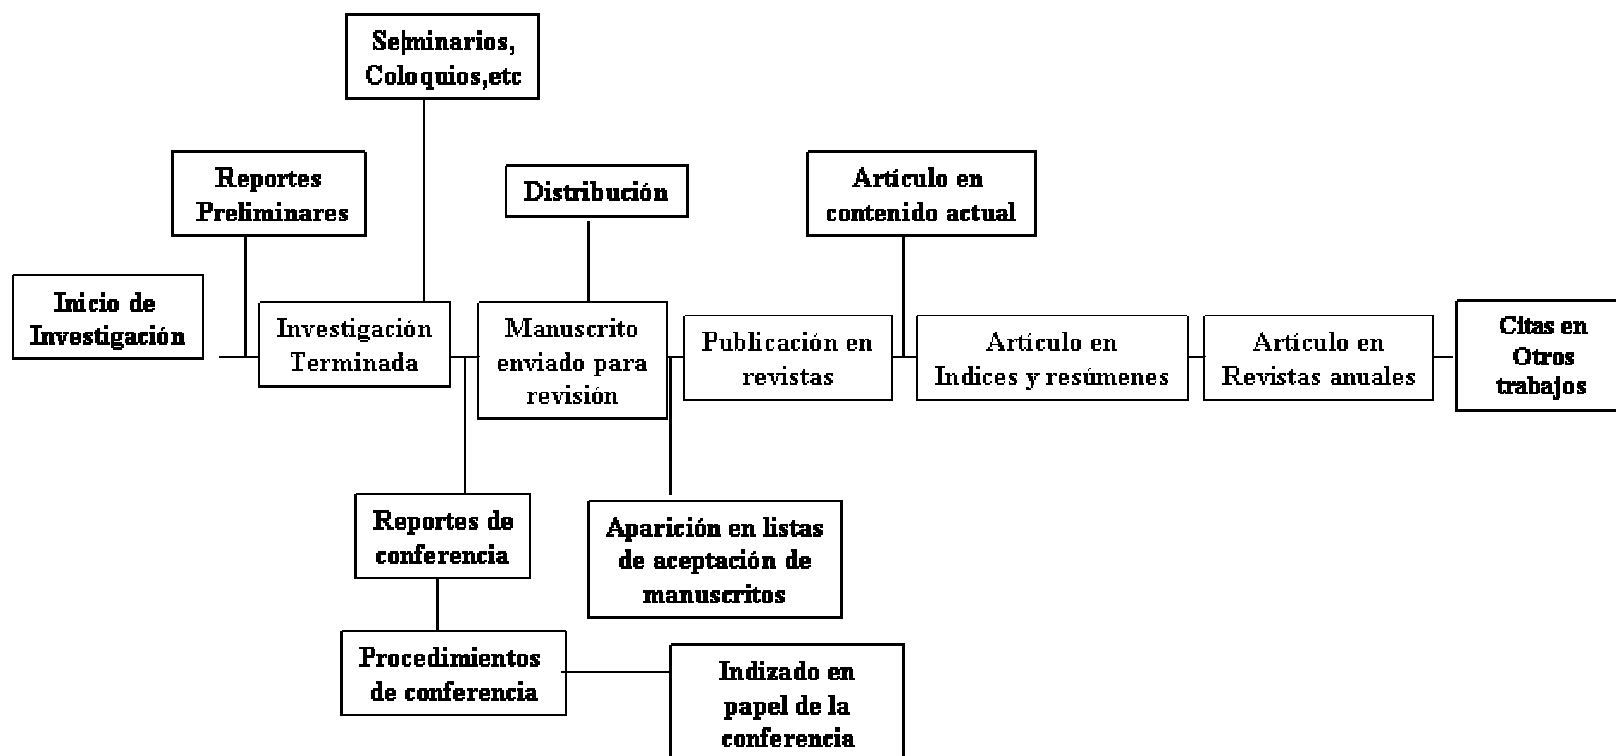 Seminarios,
Coloquios,etc
Reportes
Preliminares
Distribución
Artículo en
contenido actual
Inicio de
Investigación
Investigación
Terminada
Manuscrito
enviado para
revisión
Publicación en
revistas
Artículo en
Indices y resúmenes
Artículo en
Revistas anuales
Citas en
Otros
trabajos
Reportes de
conferencia
Aparición en listas
de aceptación de
manuscritos
Procedimientos
de conferencia
Indizado en
papel de la
conferencia